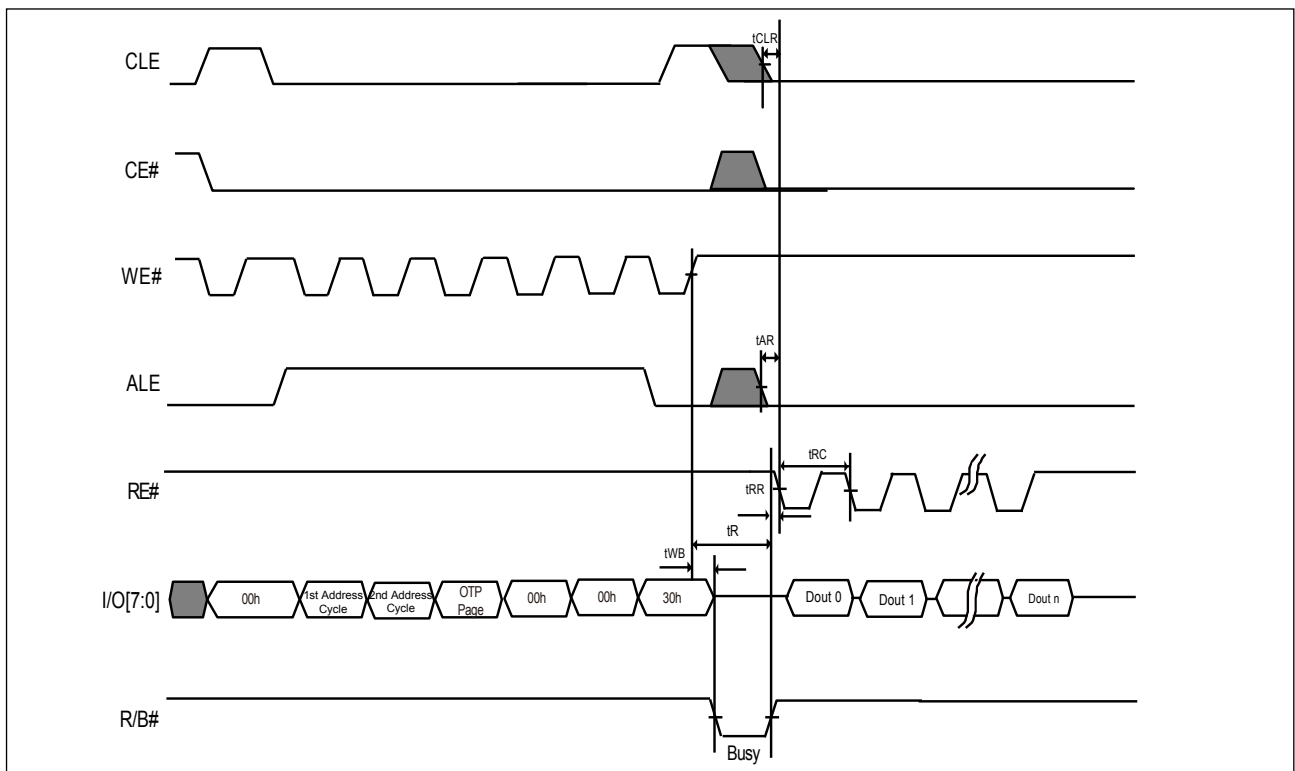 tCLR
CLE
CE#
WE#
tAR
ALE
tRC
RE#
tRR
tR
tWB
I/O[7:0]
00h
1st Address
Cycle
2nd Address
Cycle
OTP
Page
00h
00h
30h
Dout 0
Dout 1
Dout n
R/B#
Busy